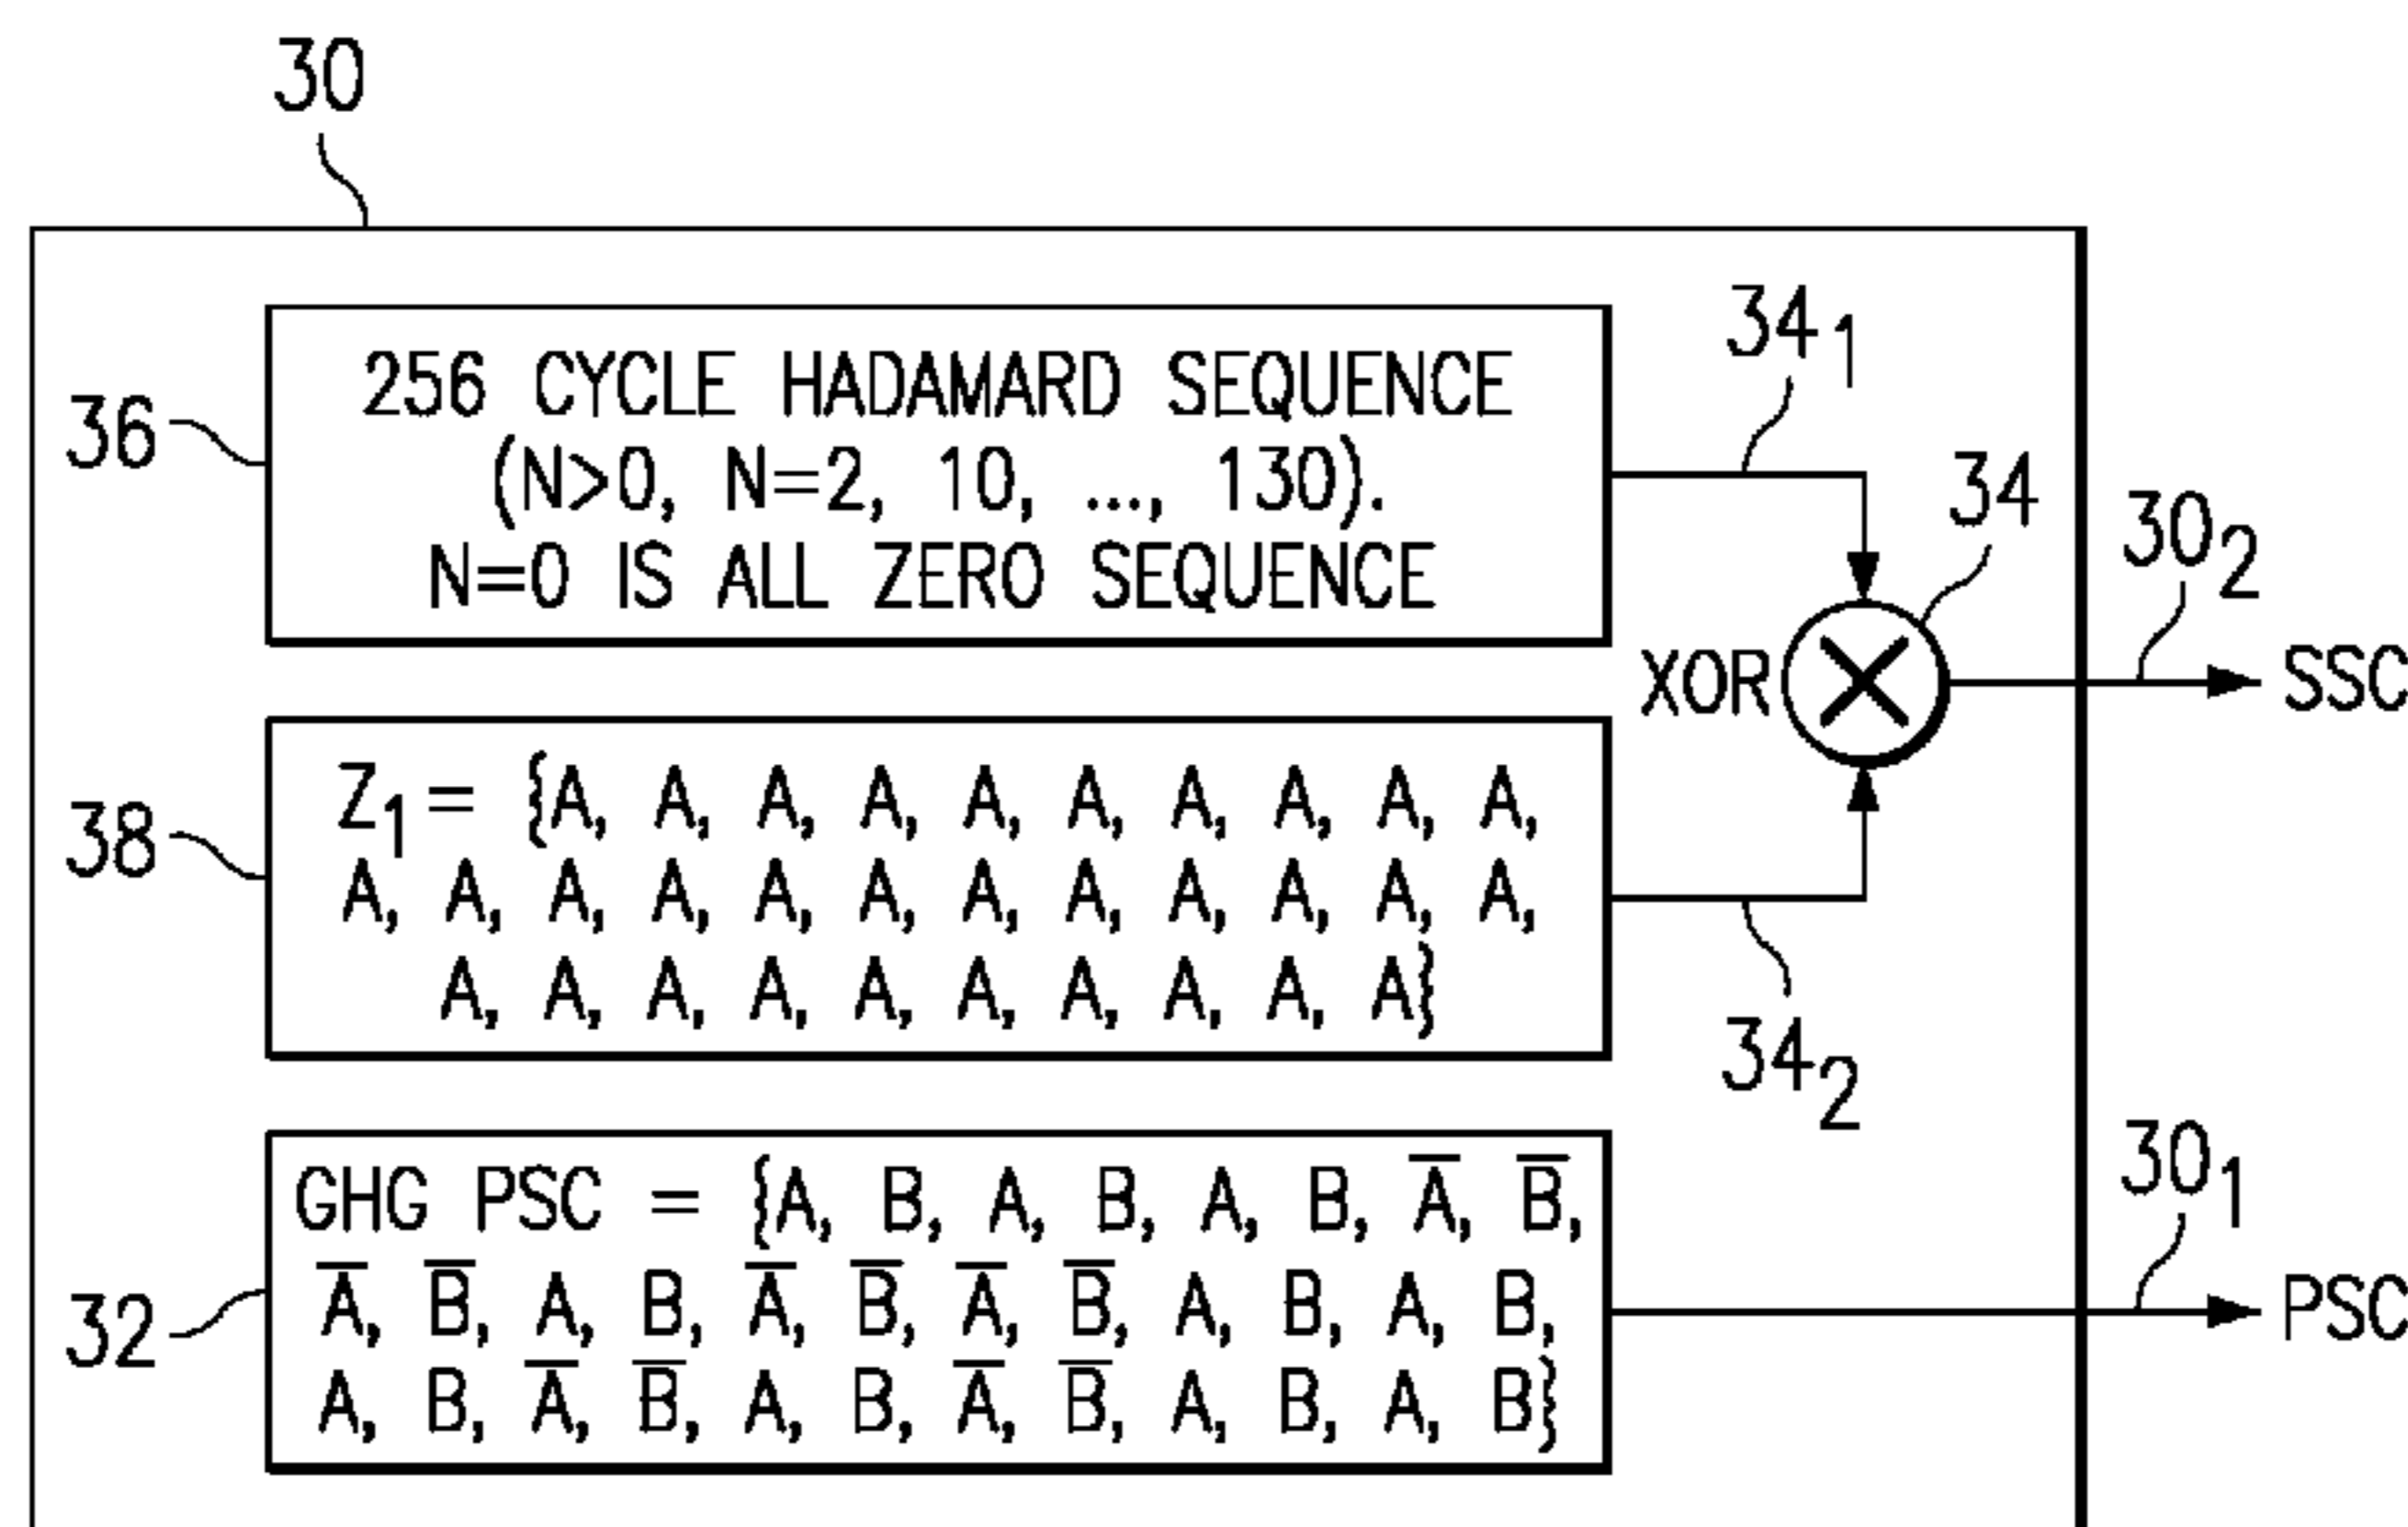 30
36
256 CYCLE HADAMARD SEQUENCE
(N>0, N=2, 10, ..., 130).
N=0 IS ALL ZERO SEQUENCE
34₁
34
XOR
30₂
SSC
38
Z₁= {A, A, A, A, A, A, A, A, A, A,
A, A, A, A, A, A, A, A, A, A, A, A,
A, A, A, A, A, A, A, A, A, A}
34₂
32
GHG PSC = {A, B, A, B, A, B, A̅, B̅,
A̅, B̅, A, B, A̅, B̅, A̅, B̅, A, B, A, B,
A, B, A̅, B̅, A, B, A̅, B̅, A, B, A, B}
30₁
PSC